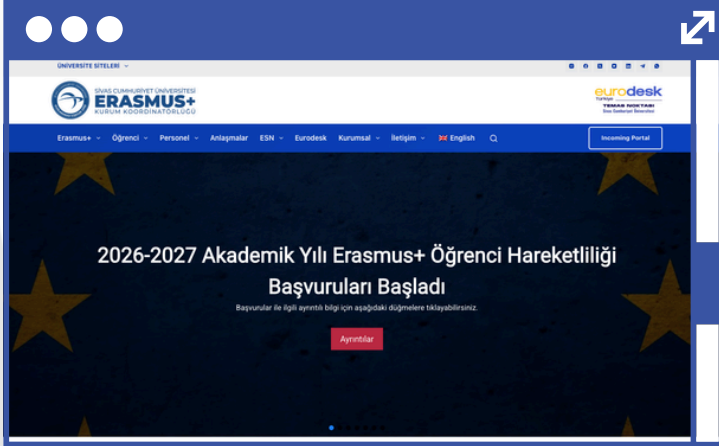 ÜNİVERSİTE SİTELERİ
SİVAS CUMHURİYET ÜNİVERSİTESİ
ERASMUS+
KURUM KOORDİNATÖRLÜĞÜ
eurodesk
Türkiye
TEMAS NOKTASI
Erasmus+ Öğrenci Personel Anlaşmalar ESN Eurodesk Kurumsal İletişim English Incoming Portal
2026-2027 Akademik Yılı Erasmus+ Öğrenci Hareketliliği
Başvuruları Başladı
Başvurular ile ilgili ayrıntılı bilgi için aşağıdaki düğmelere tıklayabilirsiniz.
Ayrıntılar